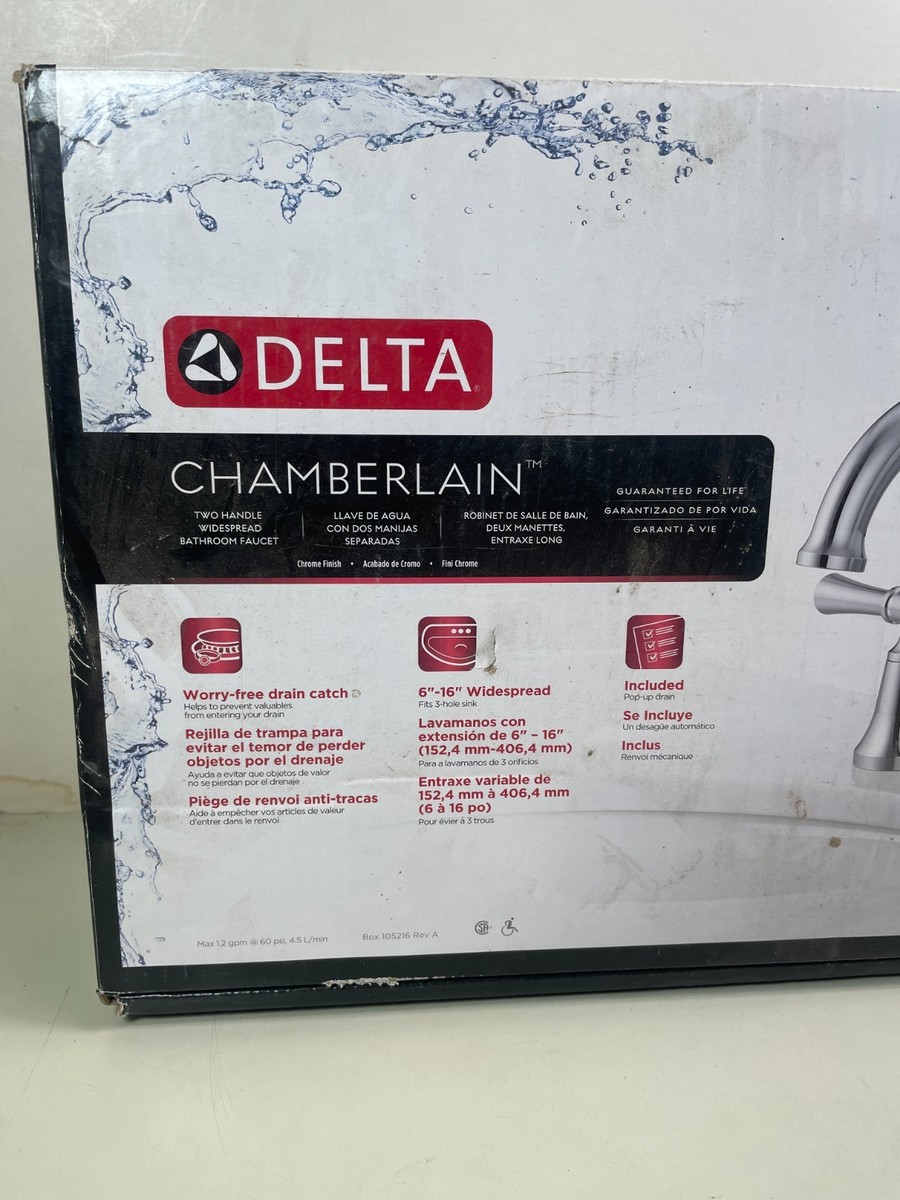 DELTA®
CHAMBERLAIN™
TWO HANDLE
WIDESPREAD
BATHROOM FAUCET
LLAVE DE AGUA
CON DOS MANIJAS
SEPARADAS
ROBINET DE SALLE DE BAIN,
DEUX MANETTES,
ENTRAXE LONG
Chrome Finish • Acabado de Cromo • Fini Chrome
GUARANTEED FOR LIFE
GARANTIZADO DE POR VIDA
GARANTI À VIE
Worry-free drain catch
Helps to prevent valuables
from entering your drain
Rejilla de trampa para
evitar el temor de perder
objetos por el drenaje
Ayuda a evitar que objetos de valor
no se pierdan por el drenaje
Piège de renvoi anti-tracas
Aide à empêcher vos articles de valeur
d'entrer dans le renvoi
6"-16" Widespread
Fits 3-hole sink
Lavamanos con
extensión de 6" – 16"
(152,4 mm-406,4 mm)
Para a lavamanos de 3 orificios
Entraxe variable de
152,4 mm à 406,4 mm
(6 à 16 po)
Pour évier à 3 trous
Included
Pop-up drain
Se Incluye
Un desagüe automático
Inclus
Renvoi mécanique
Max 1.2 gpm @ 60 psi, 4.5 L/min
Box 105216 Rev A